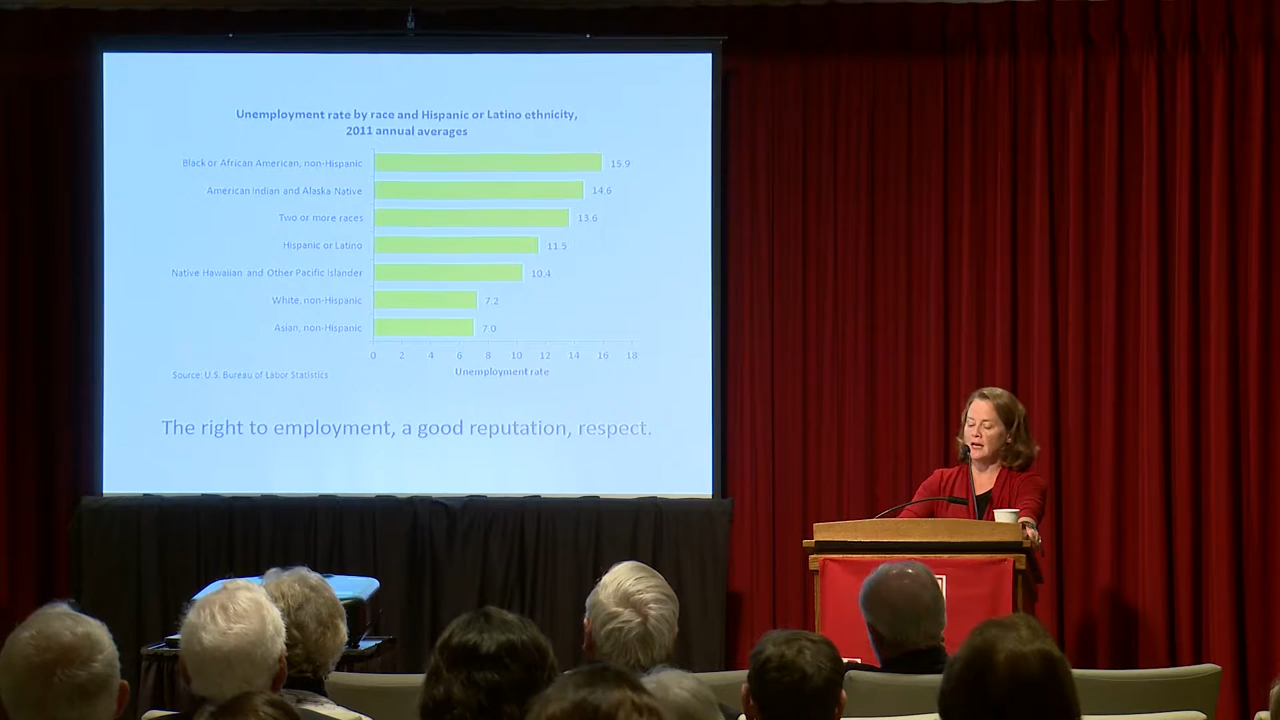 Unemployment rate by race and Hispanic or Latino ethnicity,
2011 annual averages
Black or African American, non-Hispanic 15.9
American Indian and Alaska Native 14.6
Two or more races 13.6
Hispanic or Latino 11.5
Native Hawaiian and Other Pacific Islander 10.4
White, non-Hispanic 7.2
Asian, non-Hispanic 7.0
0 2 4 6 8 10 12 14 16 18
Unemployment rate
Source: U.S. Bureau of Labor Statistics
The right to employment, a good reputation, respect.